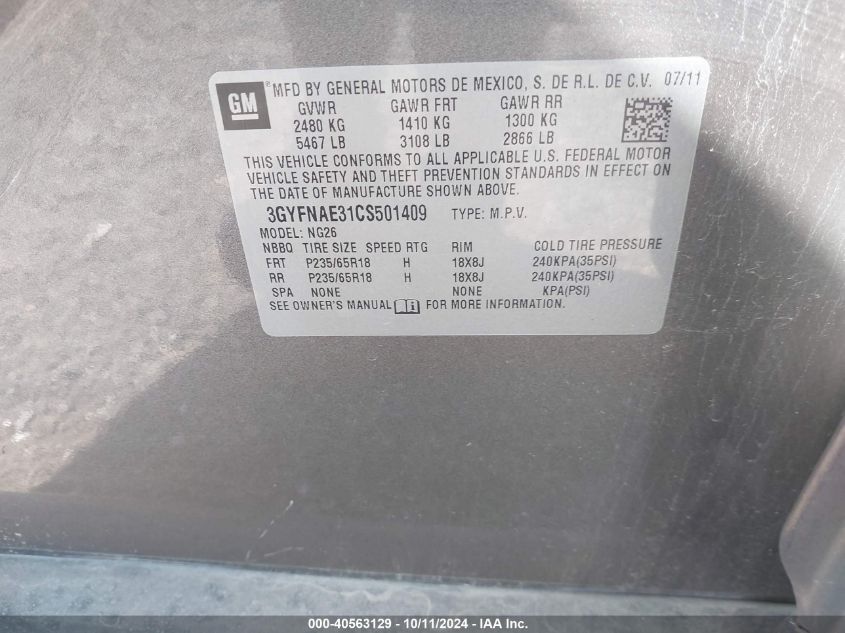 GM ® MFD BY GENERAL MOTORS DE MEXICO, S. DE R.L. DE C.V. 07/11
GVWR GAWR FRT GAWR RR
2480 KG 1410 KG 1300 KG
5467 LB 3108 LB 2866 LB
THIS VEHICLE CONFORMS TO ALL APPLICABLE U.S. FEDERAL MOTOR
VEHICLE SAFETY AND THEFT PREVENTION STANDARDS IN EFFECT ON
THE DATE OF MANUFACTURE SHOWN ABOVE.
3GYFNAE31CS501409 TYPE: M.P.V.
MODEL: NG26
NBBQ TIRE SIZE SPEED RTG RIM COLD TIRE PRESSURE
FRT P235/65R18 H 18X8J 240KPA(35PSI)
RR P235/65R18 H 18X8J 240KPA(35PSI)
SPA NONE NONE KPA(PSI)
SEE OWNER'S MANUAL i FOR MORE INFORMATION.
000-40563129 - 10/11/2024 - IAA Inc.